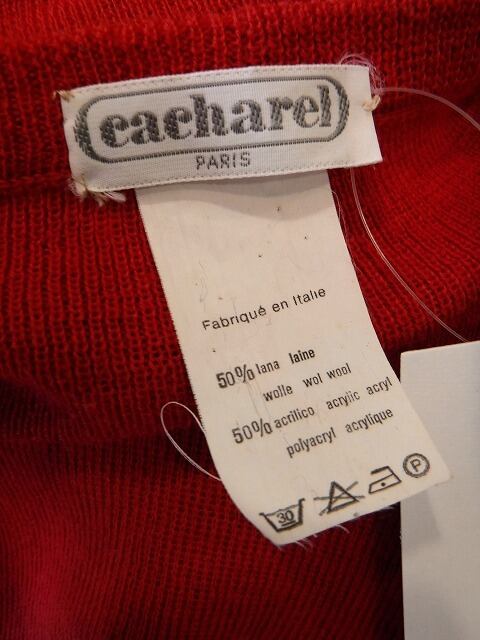 cacharel
PARIS
Fabriqué en Italie
50% lana laine
wolle wol wool
50% acrilico acrylic acryl
polyacryl acrylique
30 P